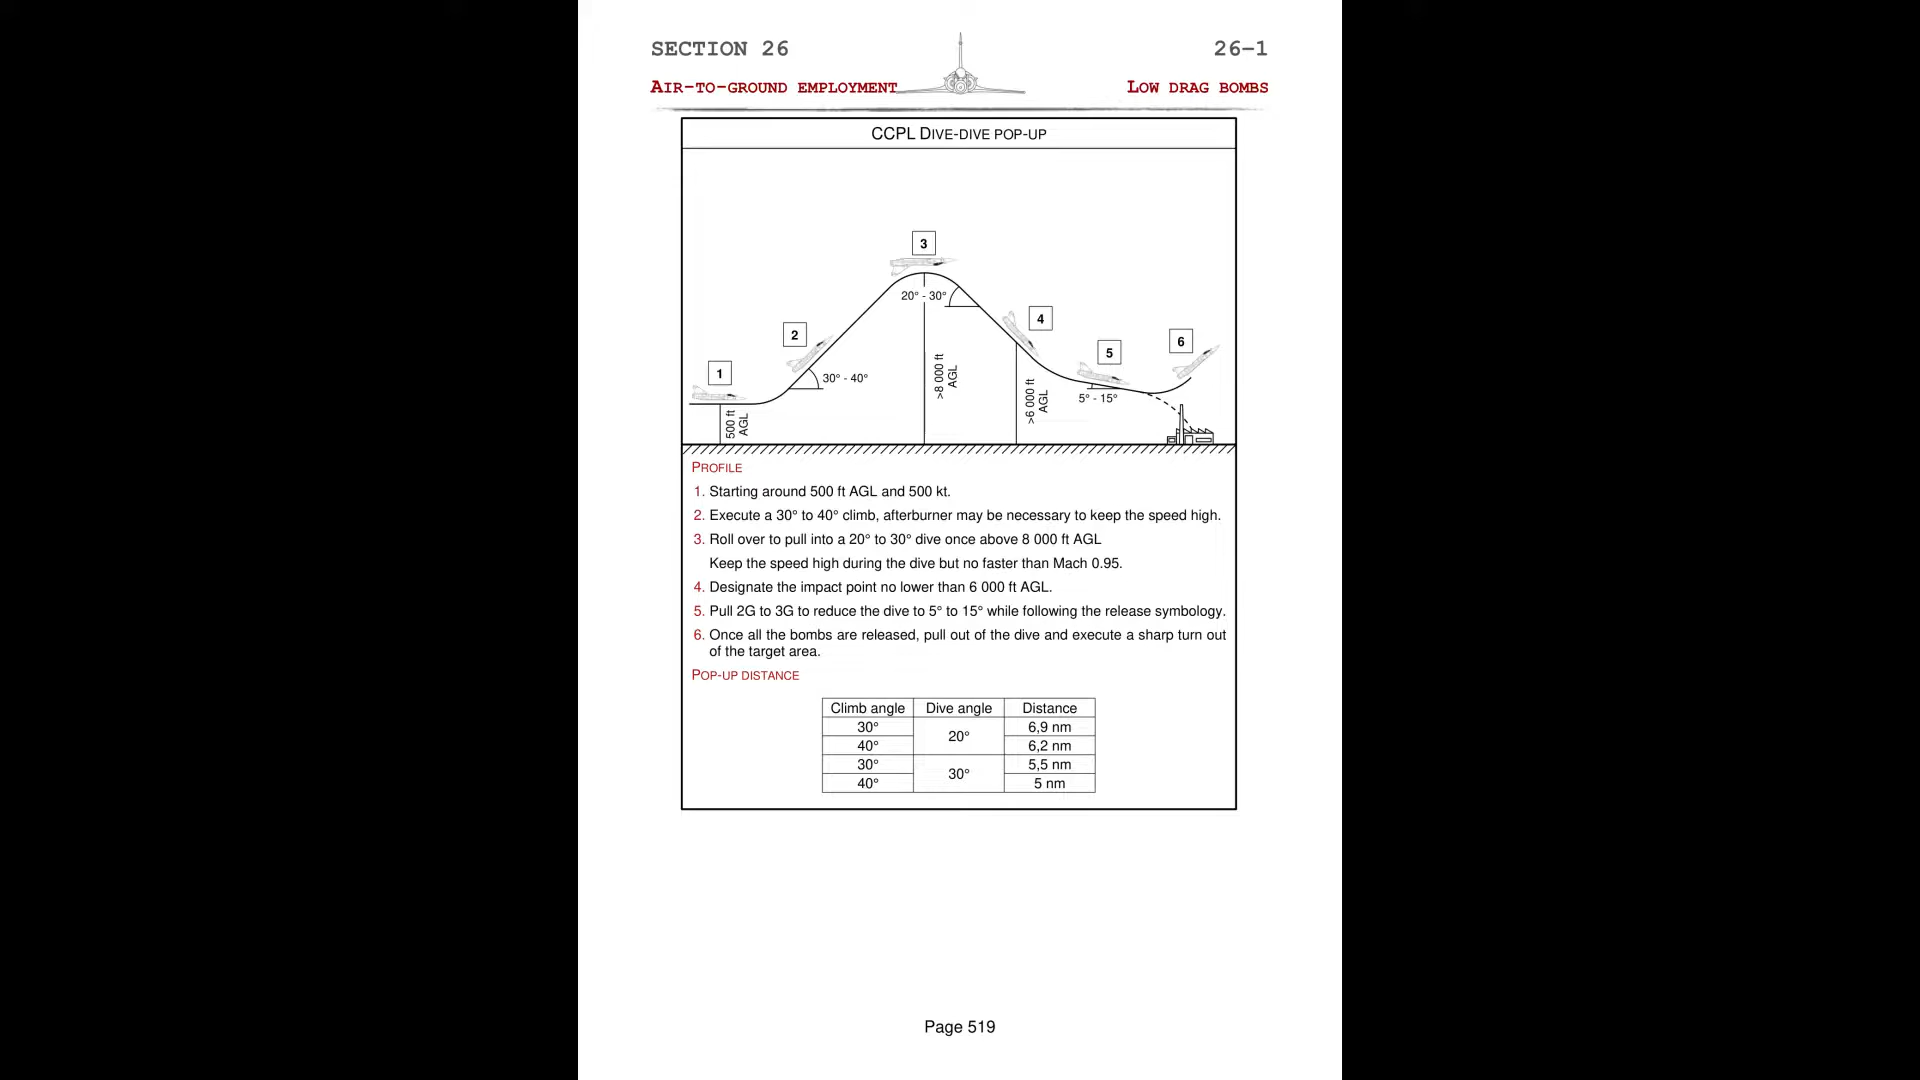 SECTION 26
26-1
AIR-TO-GROUND EMPLOYMENT
LOW DRAG BOMBS
CCPL DIVE-DIVE POP-UP
3
20° - 30°
4
2
6
5
1
30° - 40°
>8 000 ft
AGL
>6 000 ft
AGL
5° - 15°
500 ft
AGL
PROFILE
1. Starting around 500 ft AGL and 500 kt.
2. Execute a 30° to 40° climb, afterburner may be necessary to keep the speed high.
3. Roll over to pull into a 20° to 30° dive once above 8 000 ft AGL
Keep the speed high during the dive but no faster than Mach 0.95.
4. Designate the impact point no lower than 6 000 ft AGL.
5. Pull 2G to 3G to reduce the dive to 5° to 15° while following the release symbology.
6. Once all the bombs are released, pull out of the dive and execute a sharp turn out
of the target area.
POP-UP DISTANCE
Climb angle Dive angle Distance
30° 20° 6,9 nm
40° 6,2 nm
30° 30° 5,5 nm
40° 5 nm
Page 519